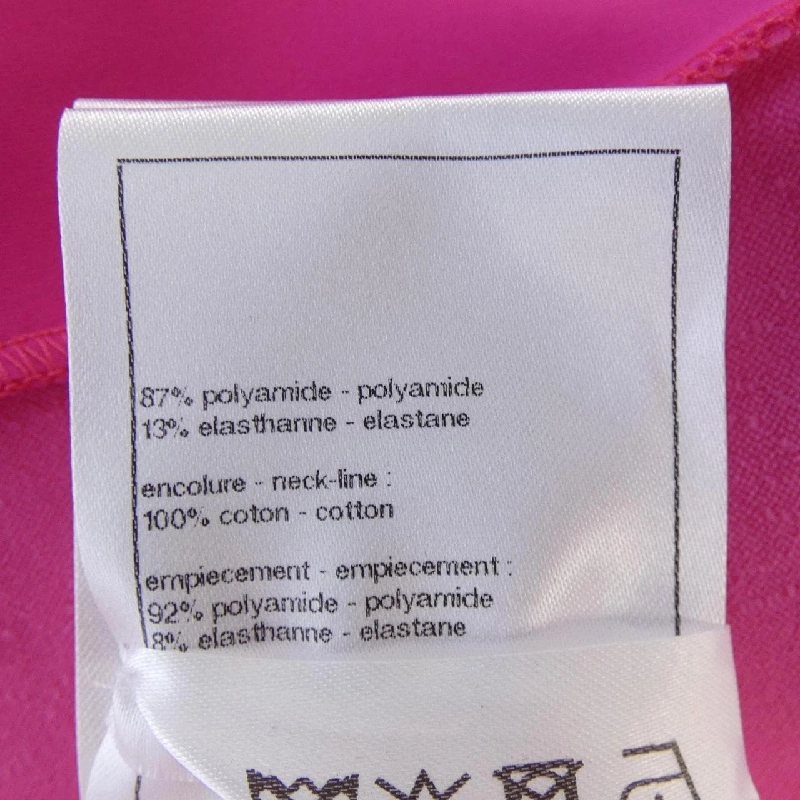 87% polyamide - polyamide
13% elasthanne - elastane
encolure - neck-line :
100% coton - cotton
empiecement - empiecement :
92% polyamide - polyamide
8% elasthanne - elastane